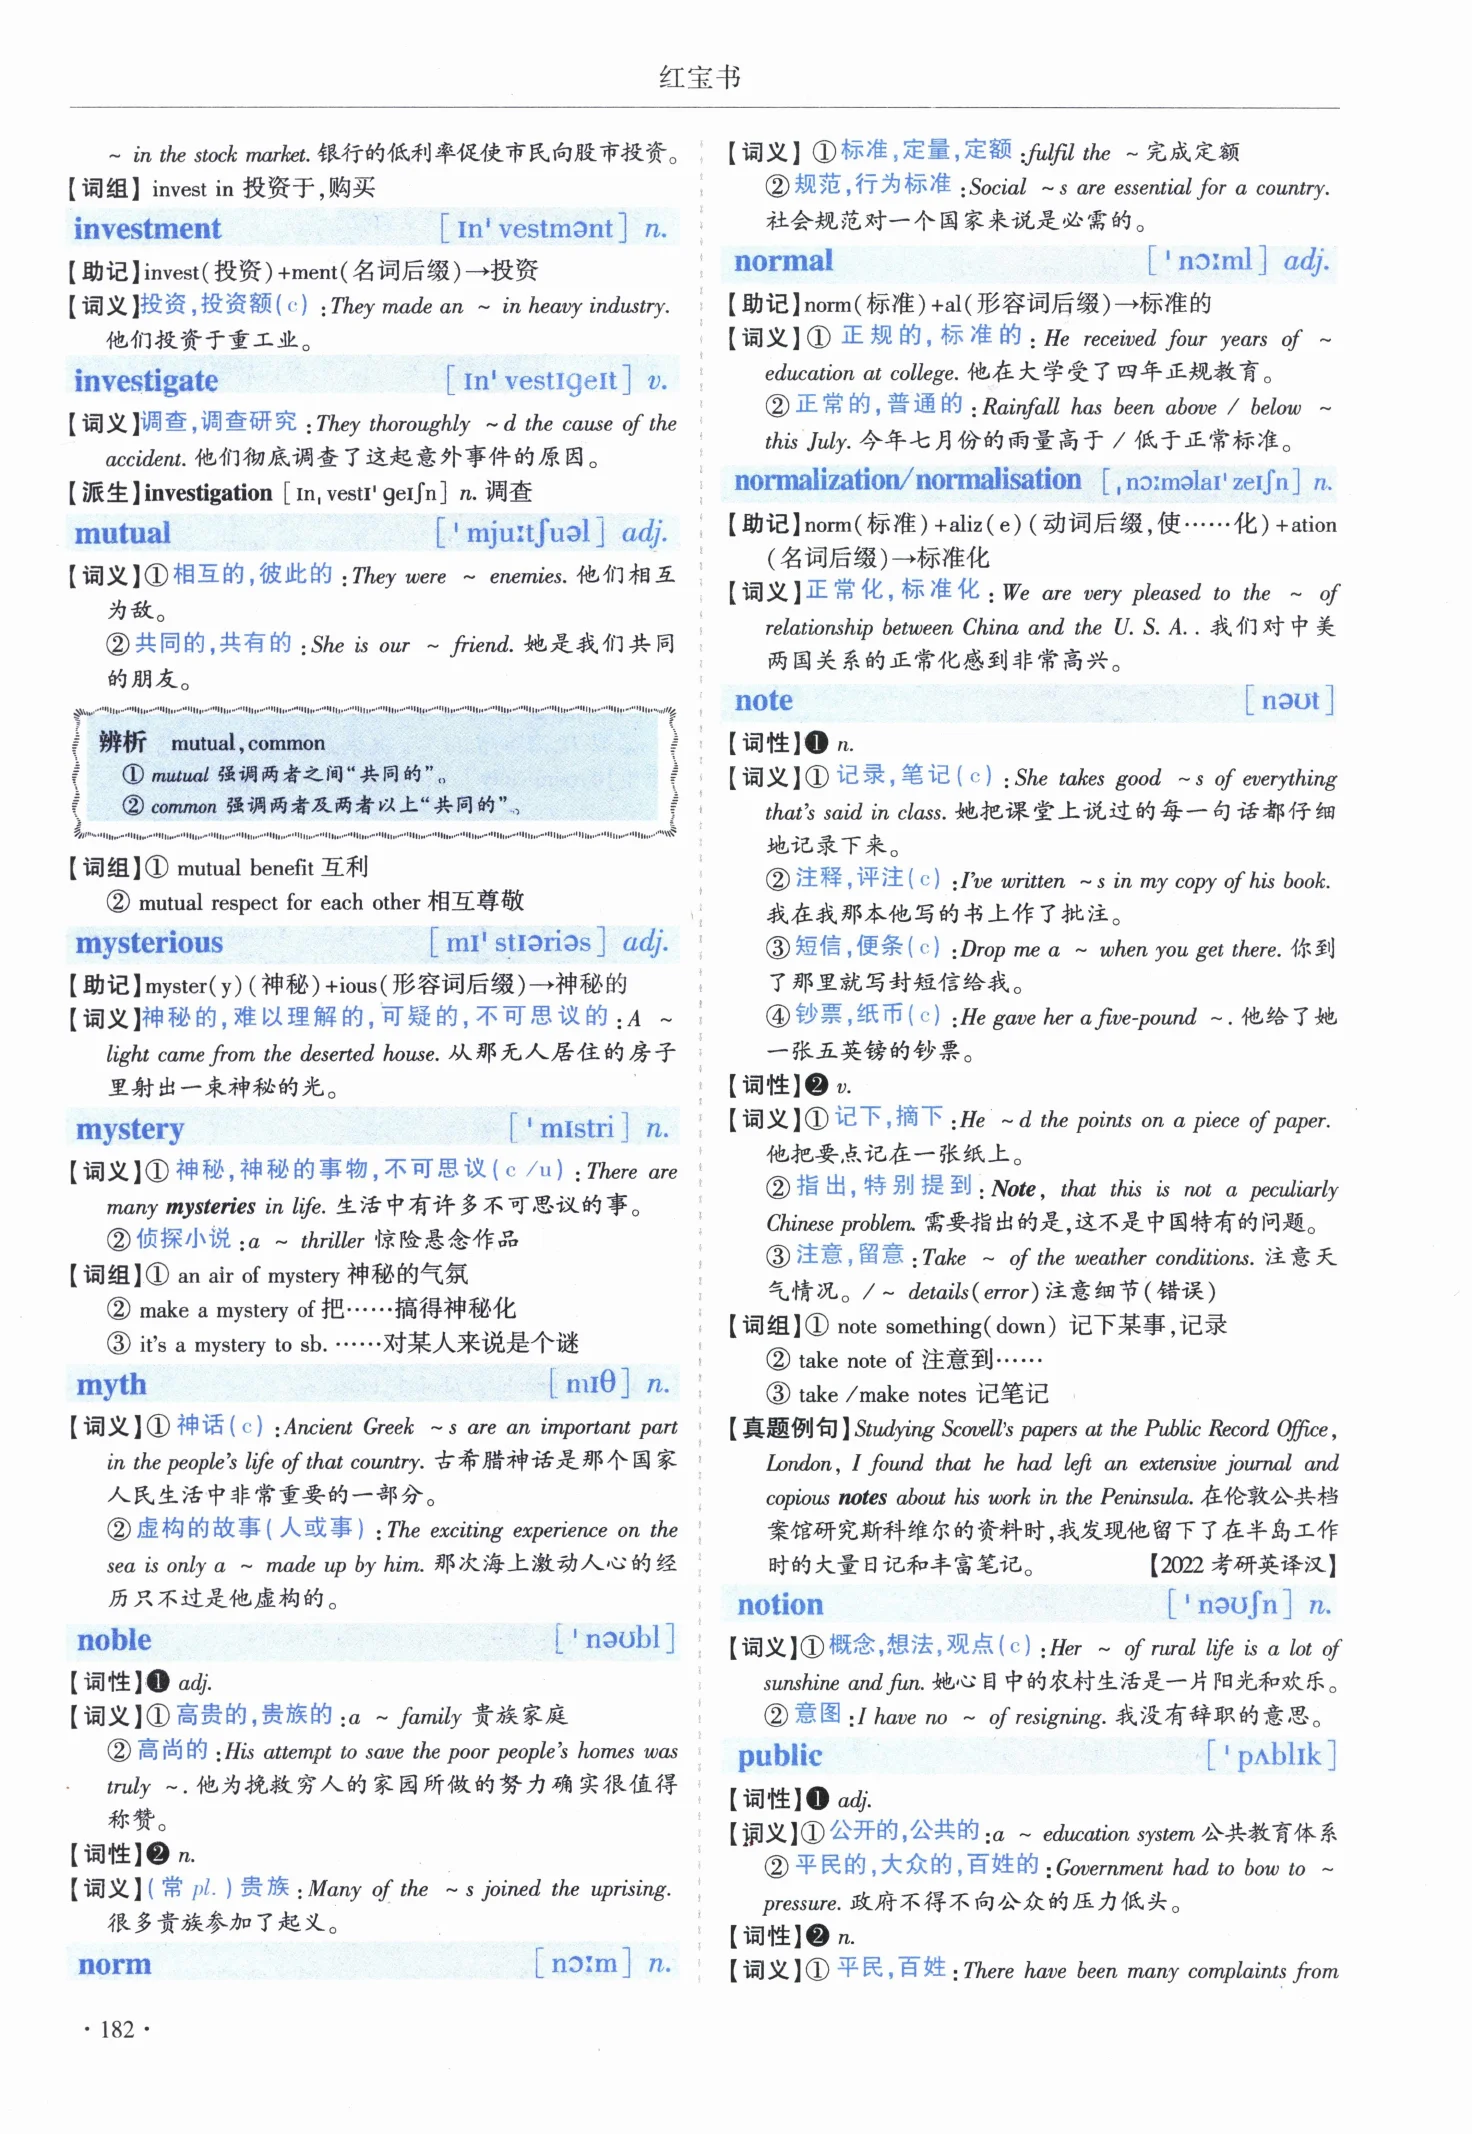 红宝书
~ in the stock market. 银行的低利率促使市民向股市投资。
【词组】 invest in 投资于,购买
investment [ɪn'vestmənt] n.
【助记】invest(投资)+ment(名词后缀)→投资
【词义】投资,投资额(c) :They made an ~ in heavy industry.
他们投资于重工业。
investigate [ɪn'vestɪgeɪt] v.
【词义】调查,调查研究 :They thoroughly ~d the cause of the
accident. 他们彻底调查了这起意外事件的原因。
【派生】investigation [ɪnˌvestɪ'geɪʃn] n. 调查
mutual ['mjuːtʃuəl] adj.
【词义】①相互的,彼此的 :They were ~ enemies. 他们相互
为敌。
②共同的,共有的 :She is our ~ friend. 她是我们共同
的朋友。
辨析 mutual,common
① mutual 强调两者之间“共同的”。
② common 强调两者及两者以上“共同的”。
【词组】① mutual benefit 互利
② mutual respect for each other 相互尊敬
mysterious [mɪ'stɪəriəs] adj.
【助记】myster(y)(神秘)+ious(形容词后缀)→神秘的
【词义】神秘的,难以理解的,可疑的,不可思议的 :A ~
light came from the deserted house. 从那无人居住的房子
里射出一束神秘的光。
mystery ['mɪstri] n.
【词义】①神秘,神秘的事物,不可思议(c /u) :There are
many mysteries in life. 生活中有许多不可思议的事。
②侦探小说 :a ~ thriller 惊险悬念作品
【词组】① an air of mystery 神秘的气氛
② make a mystery of 把……搞得神秘化
③ it's a mystery to sb. ……对某人来说是个谜
myth [mɪθ] n.
【词义】①神话(c) :Ancient Greek ~s are an important part
in the people's life of that country. 古希腊神话是那个国家
人民生活中非常重要的一部分。
②虚构的故事(人或事) :The exciting experience on the
sea is only a ~ made up by him. 那次海上激动人心的经
历只不过是他虚构的。
noble ['nəʊbl]
【词性】❶ adj.
【词义】①高贵的,贵族的 :a ~ family 贵族家庭
②高尚的 :His attempt to save the poor people's homes was
truly ~. 他为挽救穷人的家园所做的努力确实很值得
称赞。
【词性】❷ n.
【词义】(常 pl. )贵族 :Many of the ~s joined the uprising.
很多贵族参加了起义。
norm [nɔːm] n.
·182·
【词义】①标准,定量,定额 :fulfil the ~完成定额
②规范,行为标准 :Social ~s are essential for a country.
社会规范对一个国家来说是必需的。
normal ['nɔːml] adj.
【助记】norm(标准)+al(形容词后缀)→标准的
【词义】①正规的,标准的 : He received four years of ~
education at college. 他在大学受了四年正规教育。
②正常的,普通的 :Rainfall has been above / below ~
this July. 今年七月份的雨量高于 / 低于正常标准。
normalization/normalisation [ˌnɔːməlaɪ'zeɪʃn] n.
【助记】norm(标准)+aliz(e)(动词后缀,使……化)+ation
(名词后缀)→标准化
【词义】正常化,标准化 : We are very pleased to the ~ of
relationship between China and the U. S. A. . 我们对中美
两国关系的正常化感到非常高兴。
note [nəʊt]
【词性】❶ n.
【词义】①记录,笔记(c) :She takes good ~s of everything
that's said in class. 她把课堂上说过的每一句话都仔细
地记录下来。
②注释,评注(c) :I've written ~s in my copy of his book.
我在我那本他写的书上作了批注。
③短信,便条(c) :Drop me a ~ when you get there. 你到
了那里就写封短信给我。
④钞票,纸币(c) :He gave her a five-pound ~. 他给了她
一张五英镑的钞票。
【词性】❷ v.
【词义】①记下,摘下 :He ~d the points on a piece of paper.
他把要点记在一张纸上。
②指出,特别提到 :Note, that this is not a peculiarly
Chinese problem. 需要指出的是,这不是中国特有的问题。
③注意,留意 :Take ~ of the weather conditions. 注意天
气情况。/ ~ details(error)注意细节(错误)
【词组】① note something(down) 记下某事,记录
② take note of 注意到……
③ take /make notes 记笔记
【真题例句】Studying Scovell's papers at the Public Record Office,
London, I found that he had left an extensive journal and
copious notes about his work in the Peninsula. 在伦敦公共档
案馆研究斯科维尔的资料时,我发现他留下了在半岛工作
时的大量日记和丰富笔记。 【2022 考研英译汉】
notion ['nəʊʃn] n.
【词义】①概念,想法,观点(c) :Her ~ of rural life is a lot of
sunshine and fun. 她心目中的农村生活是一片阳光和欢乐。
②意图 :I have no ~ of resigning. 我没有辞职的意思。
public ['pʌblɪk]
【词性】❶ adj.
【词义】①公开的,公共的 :a ~ education system 公共教育体系
②平民的,大众的,百姓的 :Government had to bow to ~
pressure. 政府不得不向公众的压力低头。
【词性】❷ n.
【词义】①平民,百姓 :There have been many complaints from